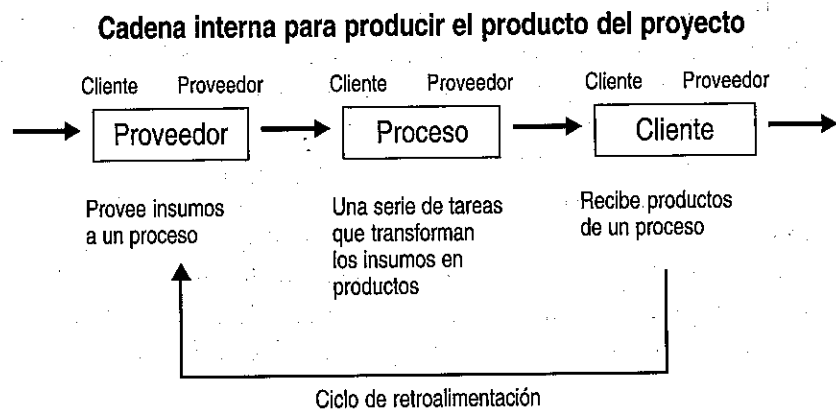 Cadena interna para producir el producto del proyecto
Cliente Proveedor Cliente Proveedor Cliente Proveedor
Proveedor Proceso Cliente
Provee insumos
a un proceso
Una serie de tareas
que transforman
los insumos en
productos
Recibe productos
de un proceso
Ciclo de retroalimentación